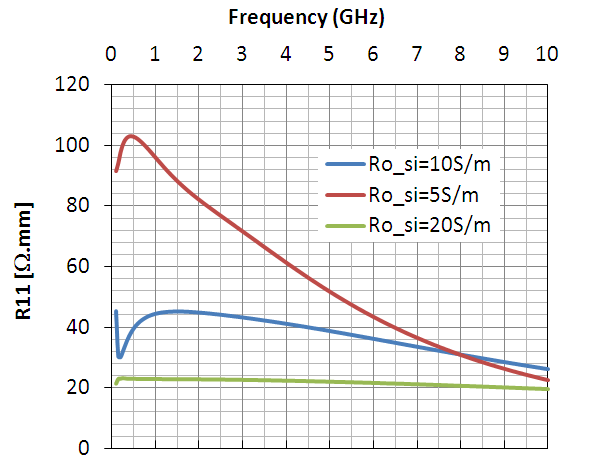 Frequency (GHz)
0 1 2 3 4 5 6 7 8 9 10
120
100
80
60
40
20
0
R11 [Ω.mm]
Ro_si=10S/m
Ro_si=5S/m
Ro_si=20S/m